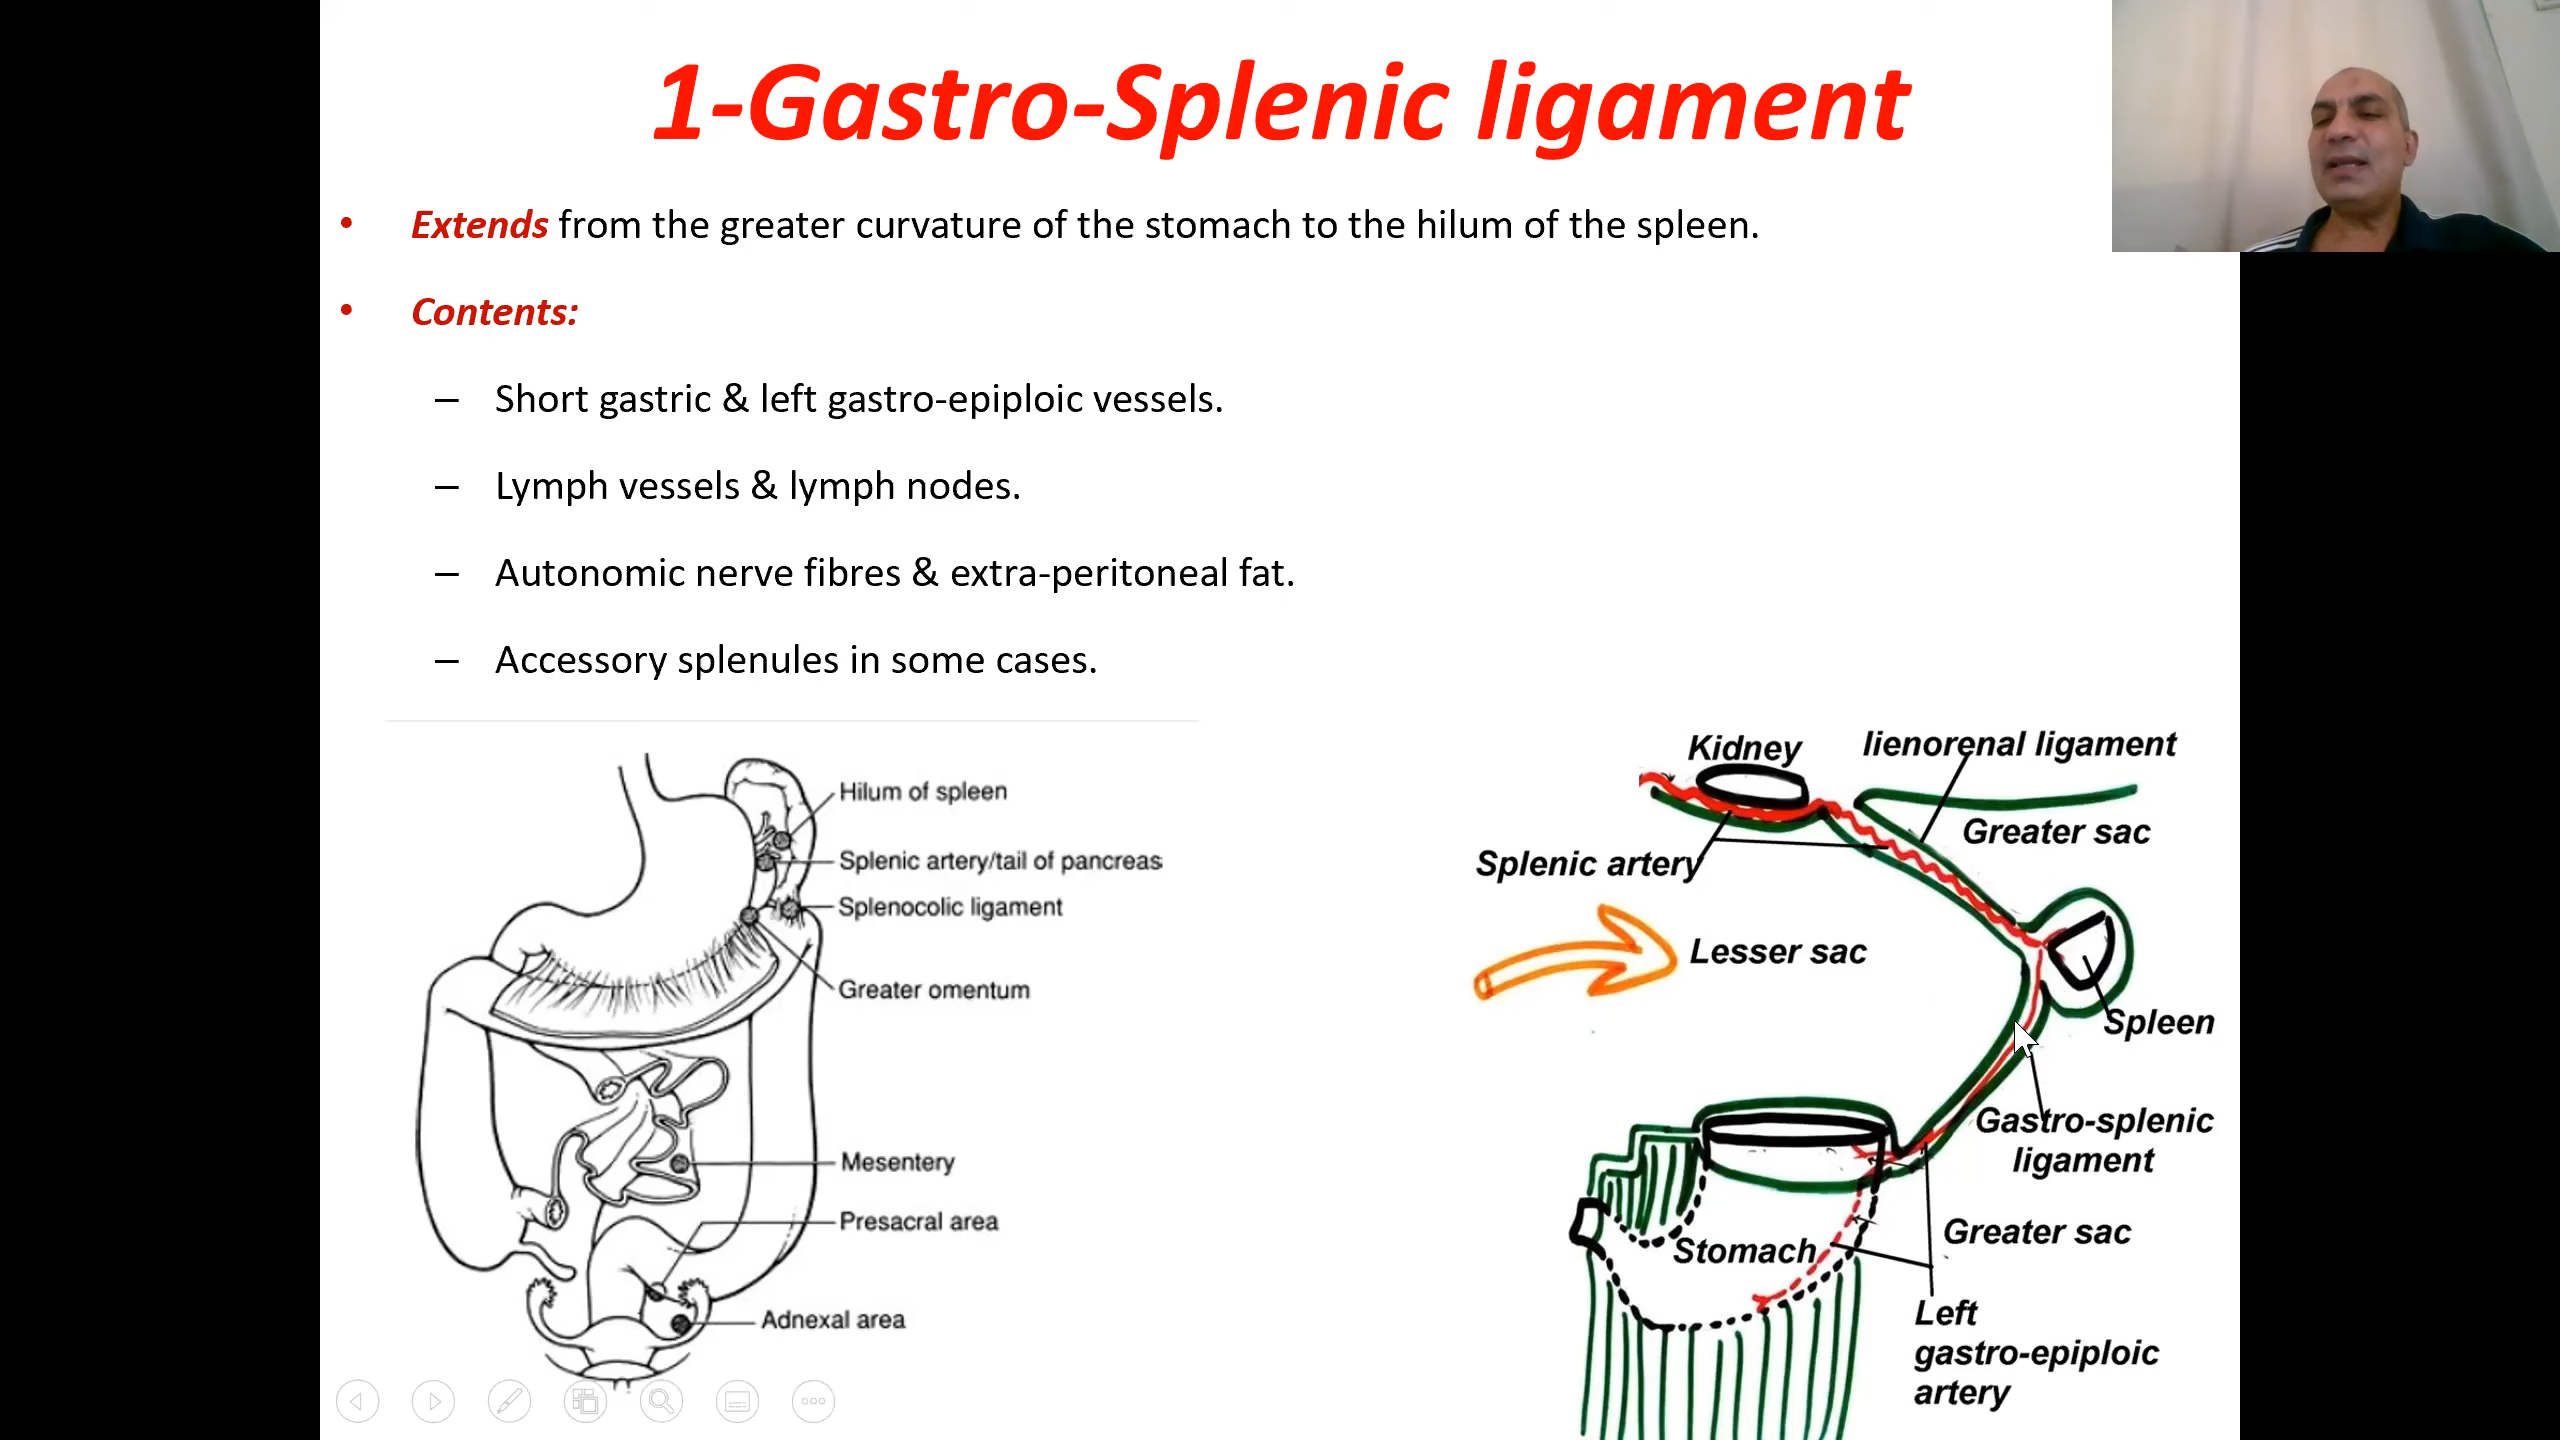 1-Gastro-Splenic ligament
• Extends from the greater curvature of the stomach to the hilum of the spleen.
• Contents:
– Short gastric & left gastro-epiploic vessels.
– Lymph vessels & lymph nodes.
– Autonomic nerve fibres & extra-peritoneal fat.
– Accessory splenules in some cases.
Hilum of spleen
Splenic artery/tail of pancreas
Splenocolic ligament
Greater omentum
Mesentery
Presacral area
Adnexal area
Kidney
lienorenal ligament
Greater sac
Splenic artery
Lesser sac
Spleen
Gastro-splenic
ligament
Greater sac
Stomach
Left
gastro-epiploic
artery